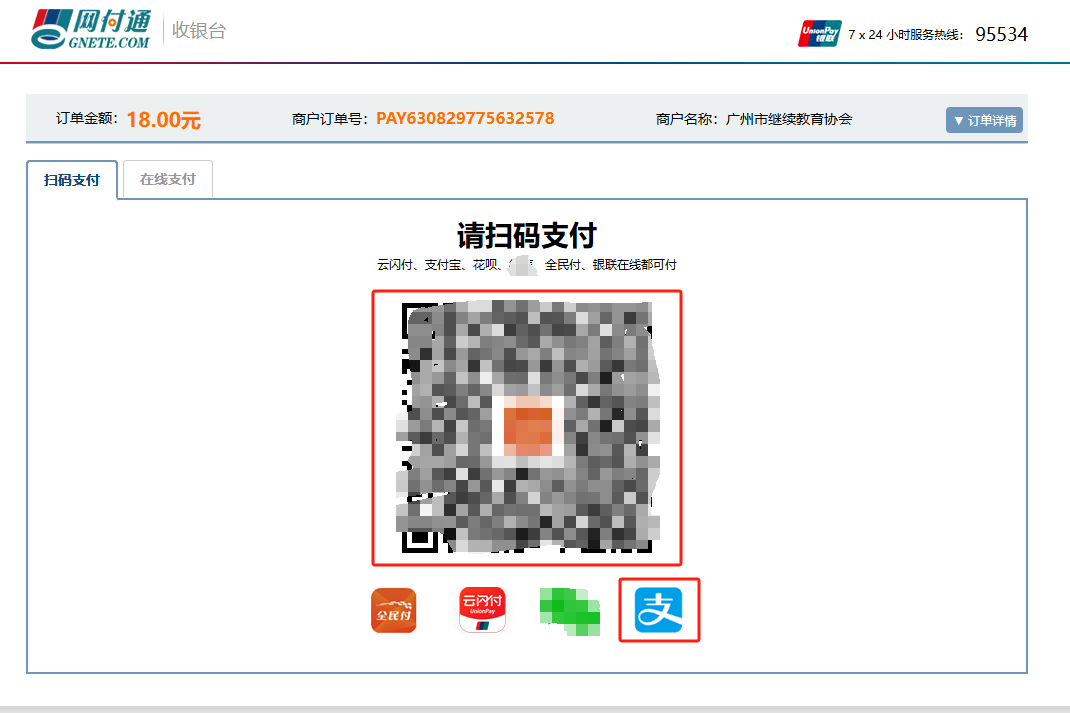 网付通
GNETE.COM
收银台
UnionPay
银联
7 x 24 小时服务热线： 95534
订单金额：18.00元 商户订单号：PAY630829775632578 商户名称：广州市继续教育协会 ▼ 订单详情
扫码支付 在线支付
请扫码支付
云闪付、支付宝、花呗、 全民付、银联在线都可付
全民付
云闪付
UnionPay
支